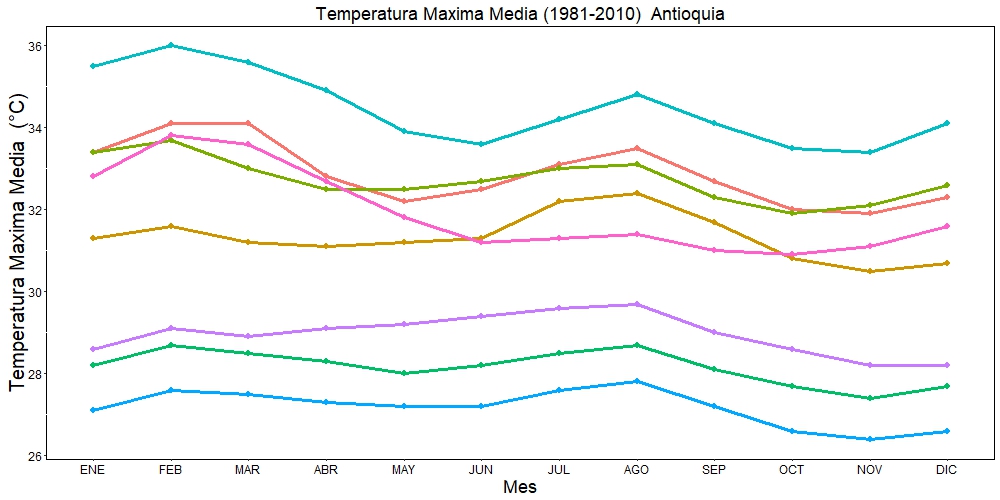 Temperatura Maxima Media (1981-2010)  Antioquia
Temperatura Maxima Media  (°C)
36
34
32
30
28
26
ENE FEB MAR ABR MAY JUN JUL AGO SEP OCT NOV DIC
Mes